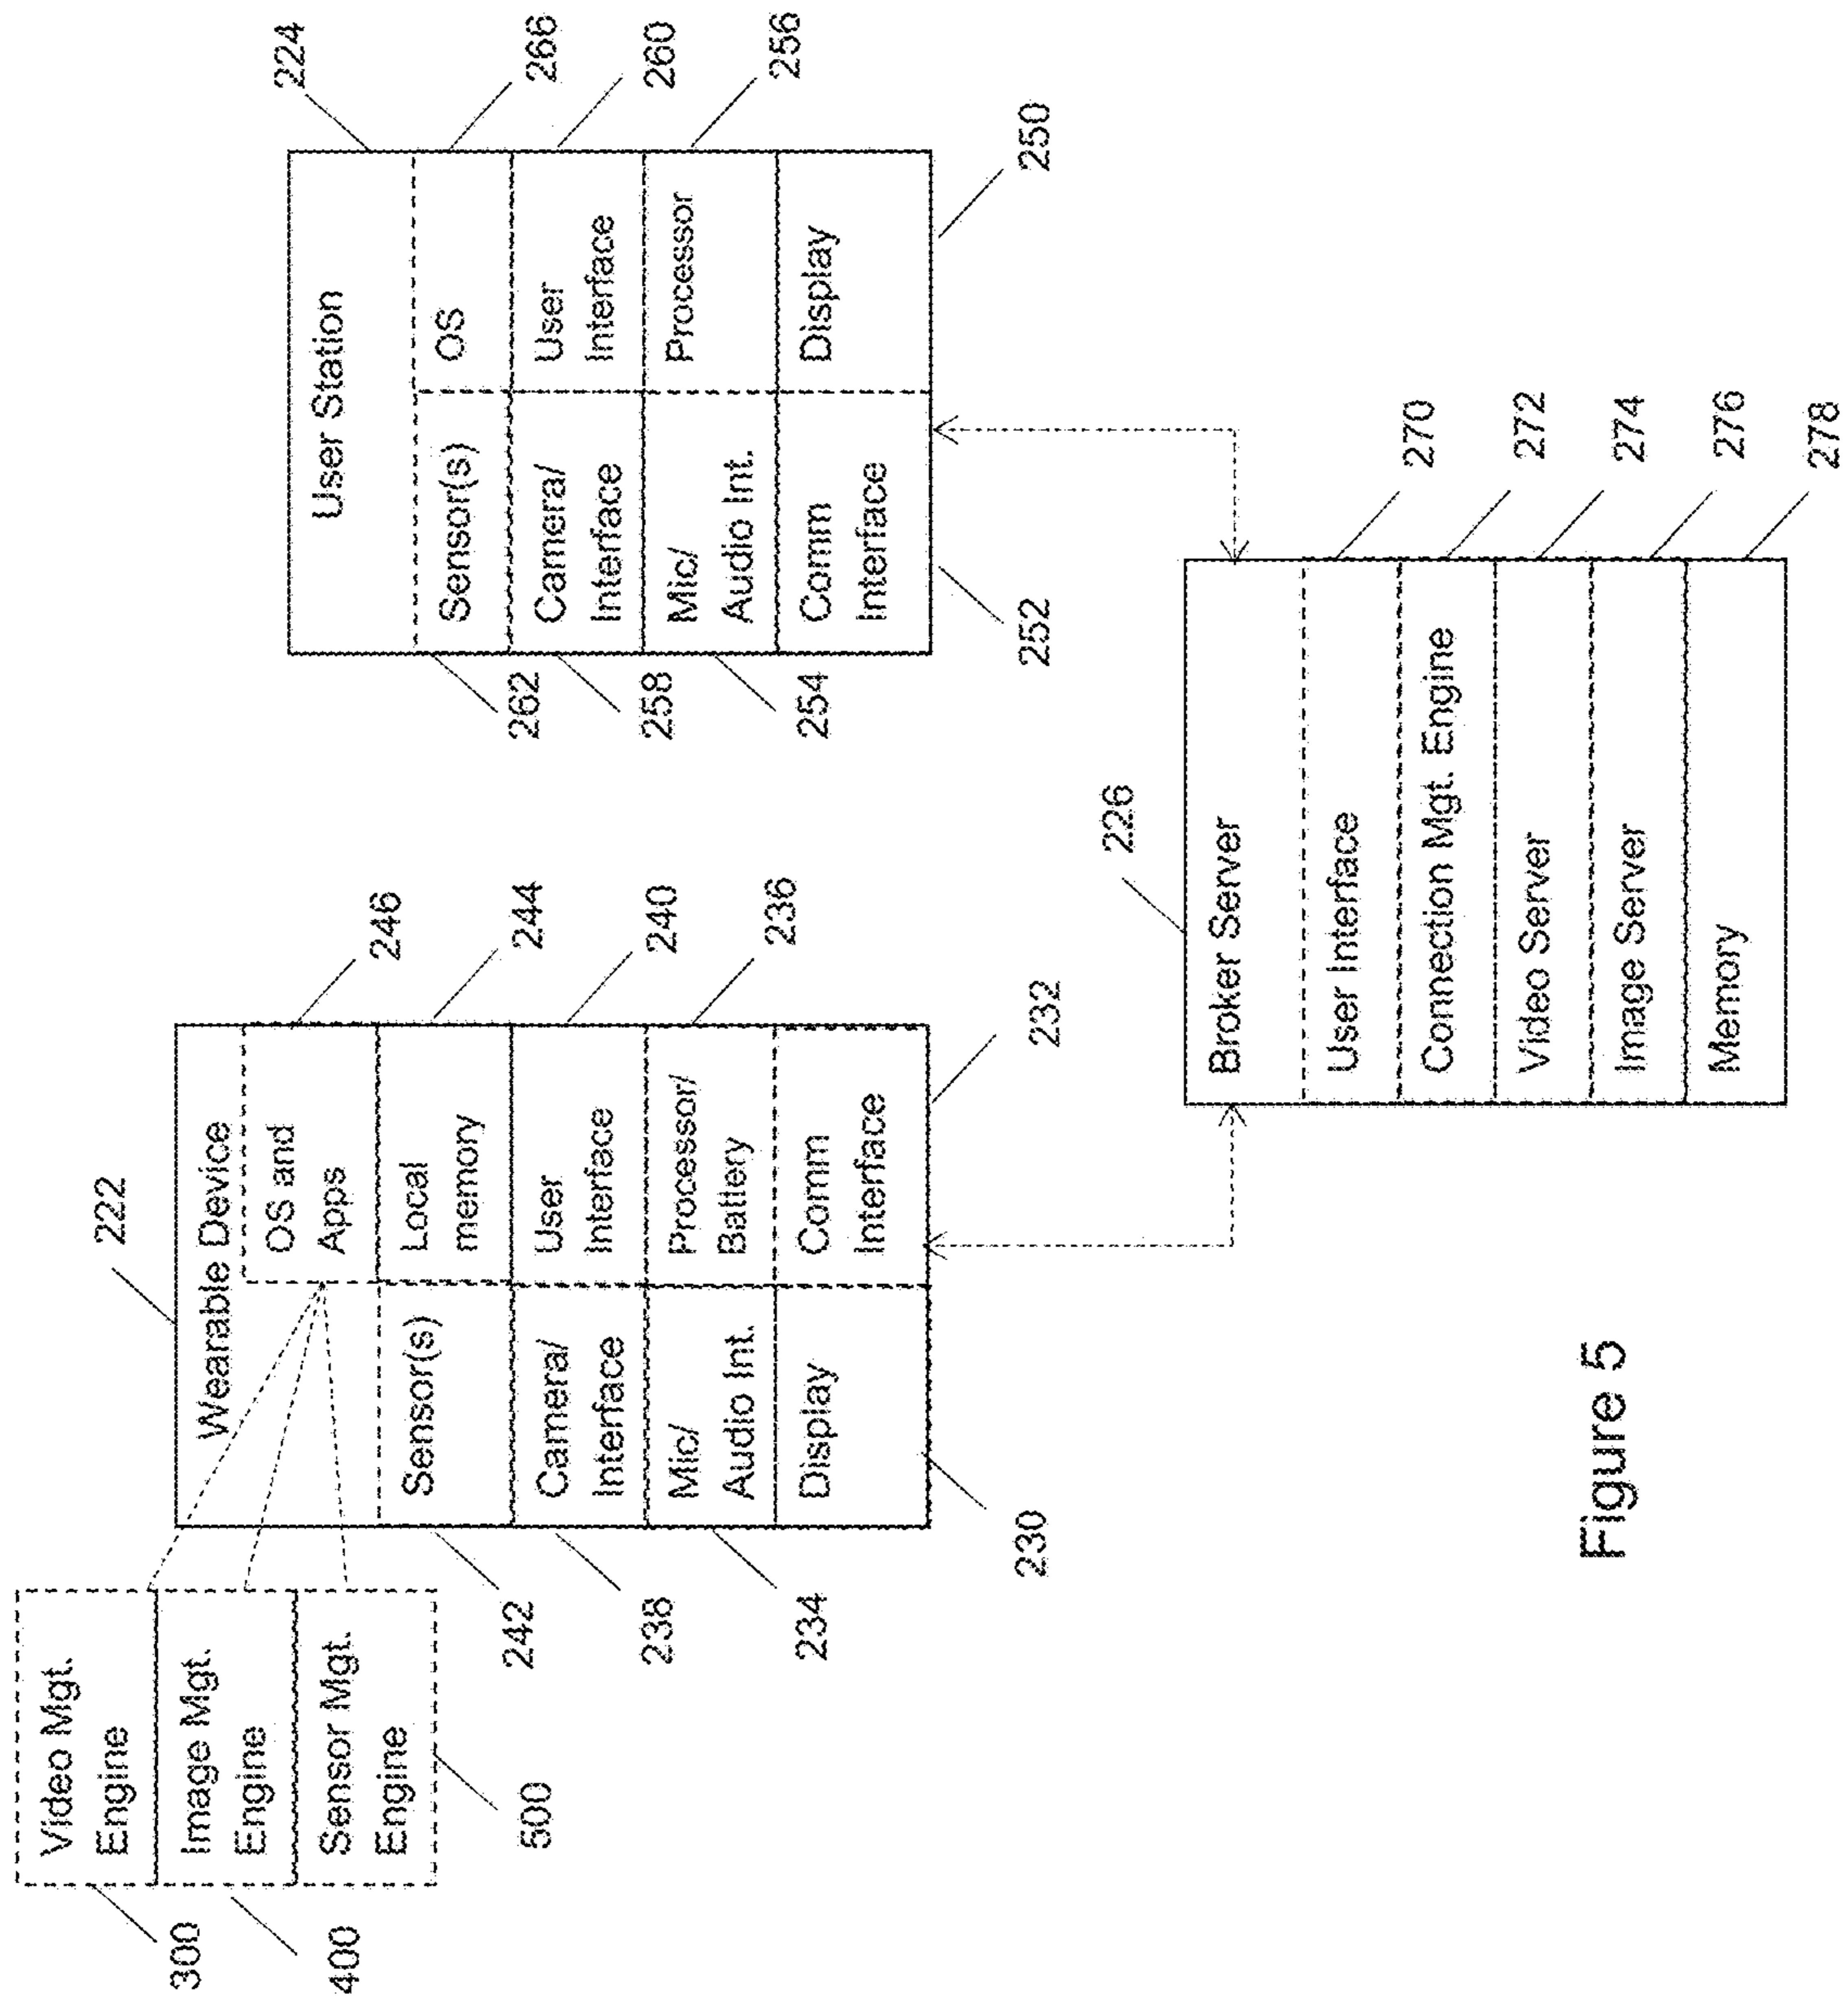 Video Mgt.
Engine
Image Mgt.
Engine
Sensor Mgt.
Engine
300
400
500
222
Wearable Device
OS and
Apps
246
Sensor(s)
242
Local
memory
244
Camera/
Interface
238
User
Interface
240
Mic/
Audio Int.
234
Processor/
Battery
236
Display
230
Comm
Interface
232
224
User Station
Sensor(s)
262
OS
266
Camera/
Interface
258
User
Interface
260
Mic/
Audio Int.
254
Processor
256
Comm
Interface
252
Display
250
226
Broker Server
User Interface
270
Connection Mgt. Engine
272
Video Server
274
Image Server
276
Memory
278
Figure 5